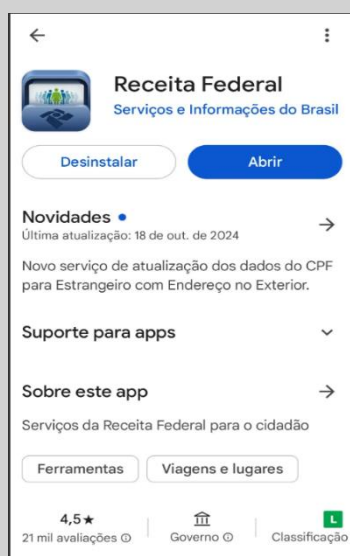 Receita Federal
Serviços e Informações do Brasil
Desinstalar
Abrir
Novidades
Última atualização: 18 de out. de 2024
Novo serviço de atualização dos dados do CPF
para Estrangeiro com Endereço no Exterior.
Suporte para apps
Sobre este app
Serviços da Receita Federal para o cidadão
Ferramentas
Viagens e lugares
4,5★
21 mil avaliações
Governo
L
Classificação